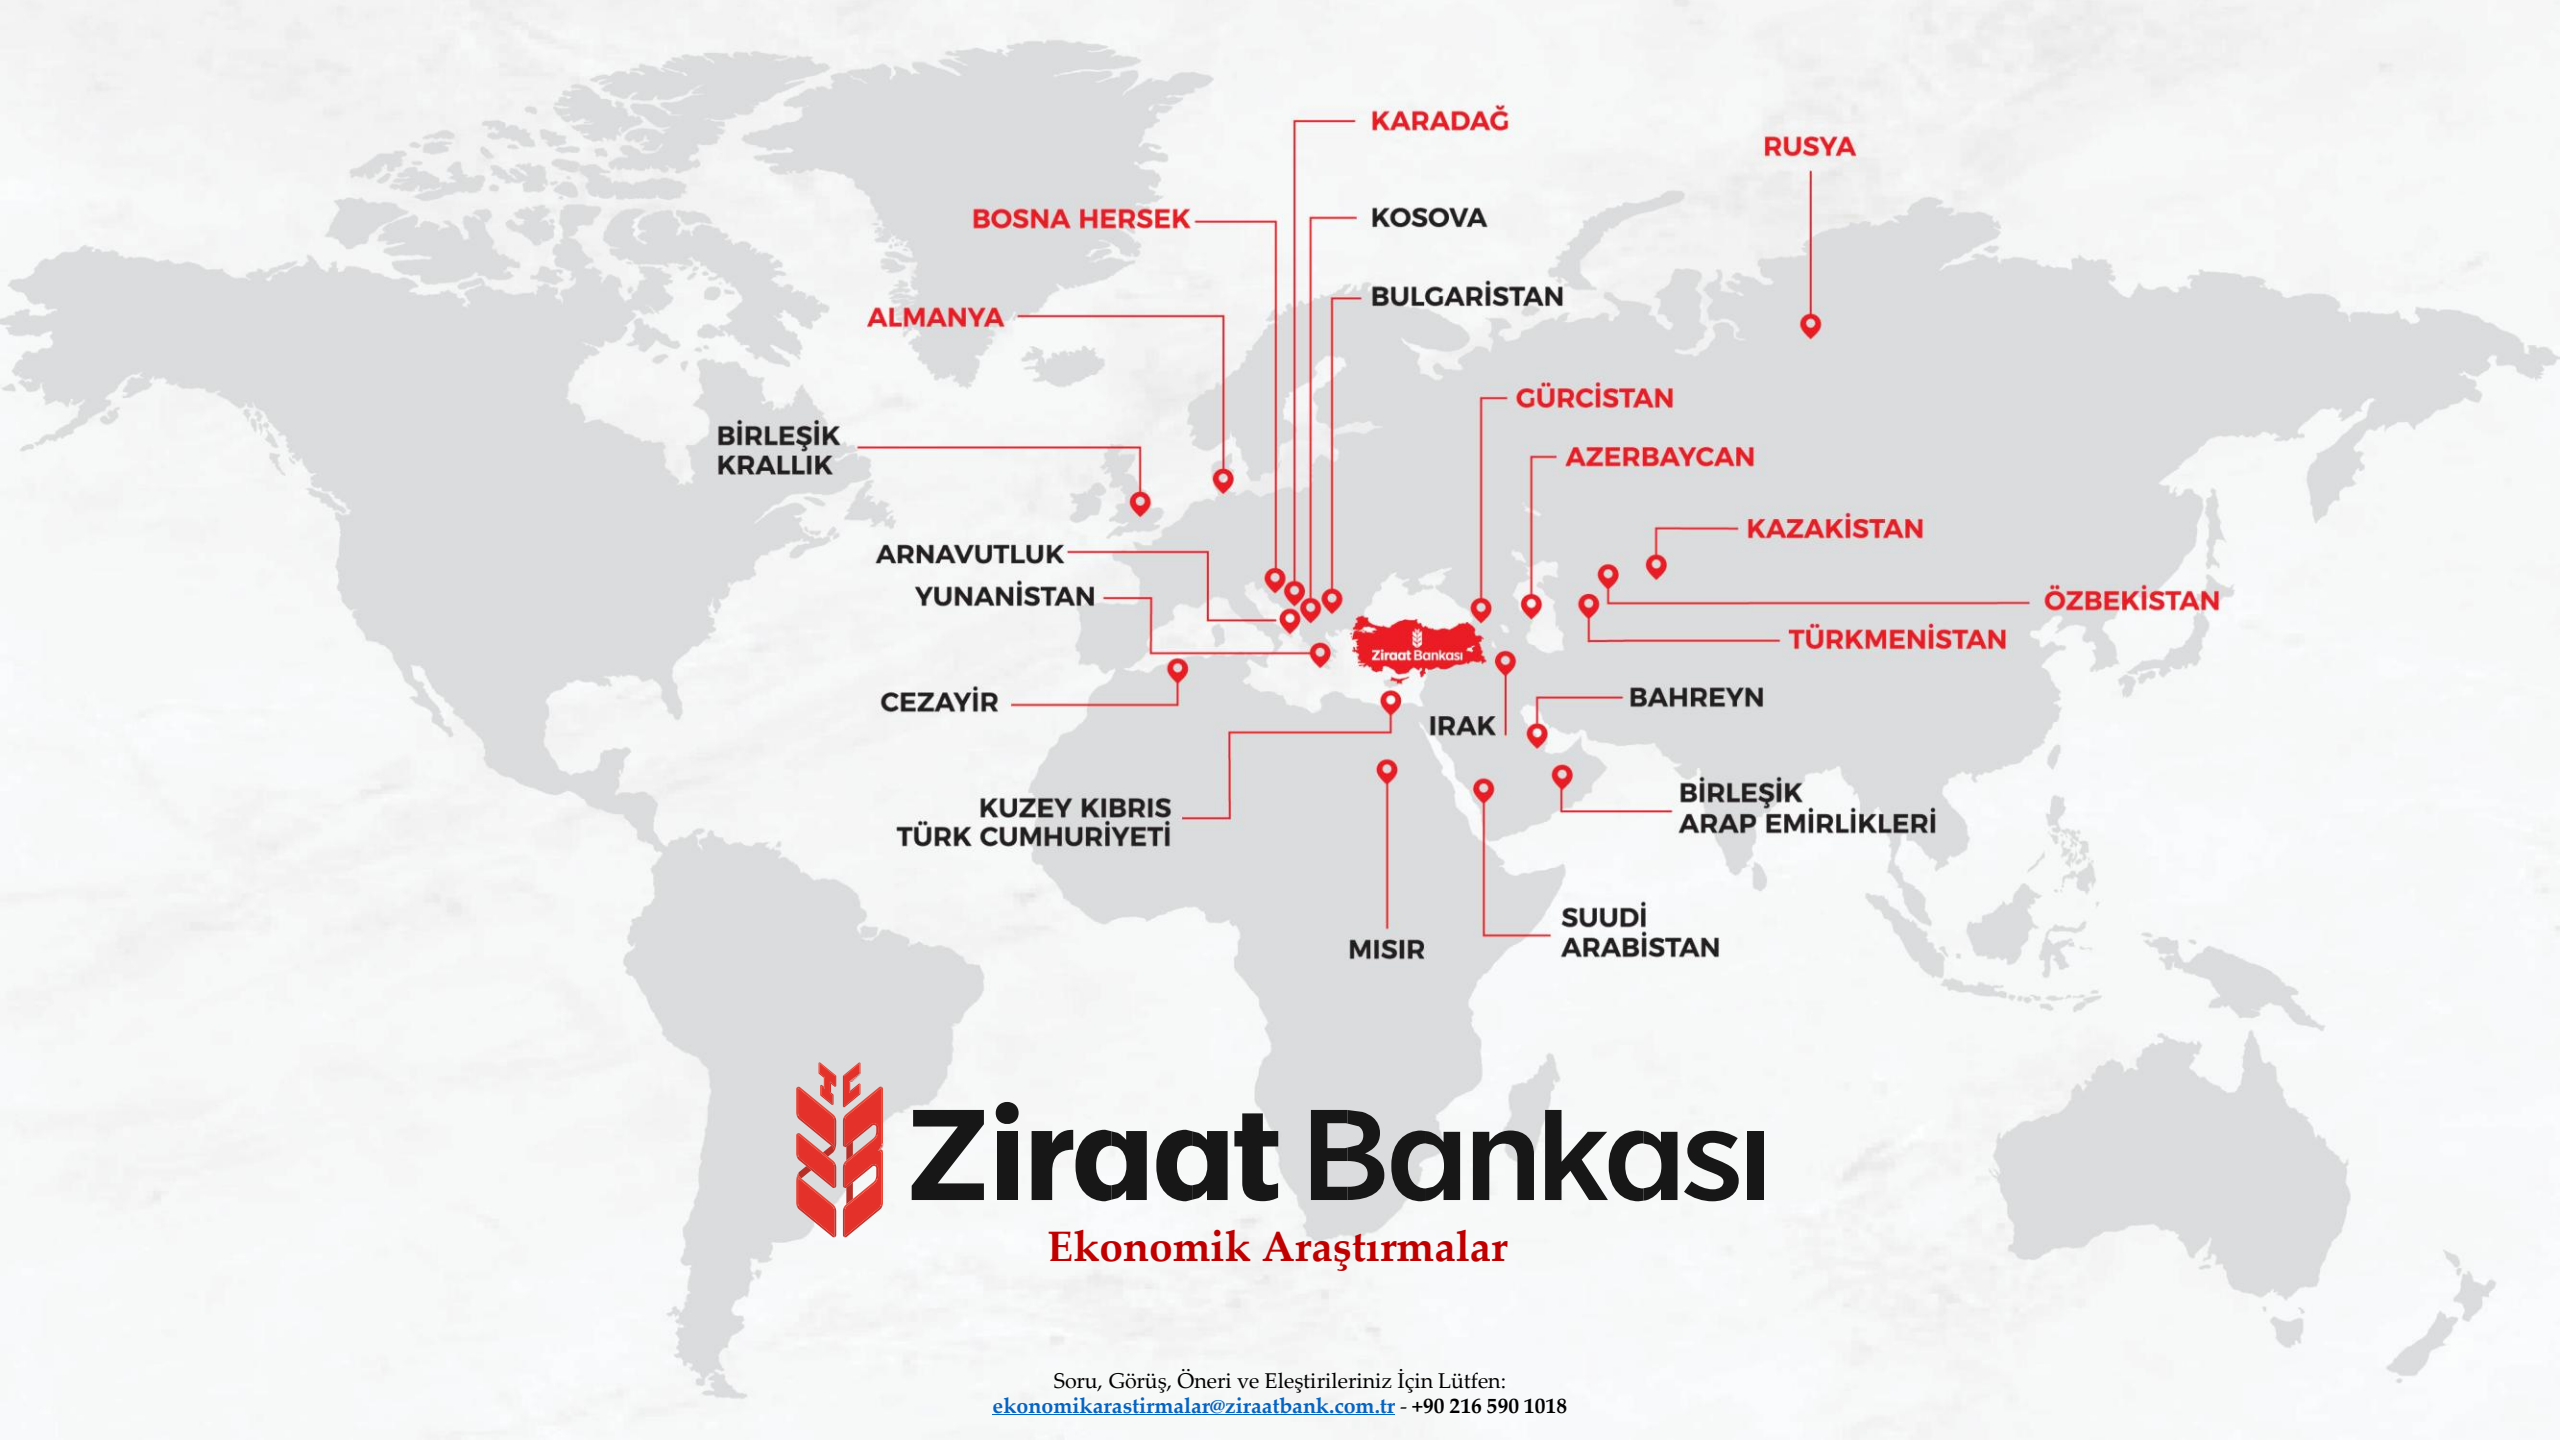 KARADAĞ
RUSYA
BOSNA HERSEK
KOSOVA
BULGARİSTAN
ALMANYA
GÜRCİSTAN
BİRLEŞİK
KRALLIK
AZERBAYCAN
KAZAKİSTAN
ARNAVUTLUK
YUNANİSTAN
ÖZBEKİSTAN
TÜRKMENİSTAN
Ziraat Bankası
CEZAYİR
BAHREYN
IRAK
KUZEY KIBRIS
TÜRK CUMHURİYETİ
BİRLEŞİK
ARAP EMİRLİKLERİ
MISIR
SUUDİ
ARABİSTAN
TC
Ziraat Bankası
Ekonomik Araştırmalar
Soru, Görüş, Öneri ve Eleştirileriniz İçin Lütfen:
ekonomikarastirmalar@ziraatbank.com.tr - +90 216 590 1018